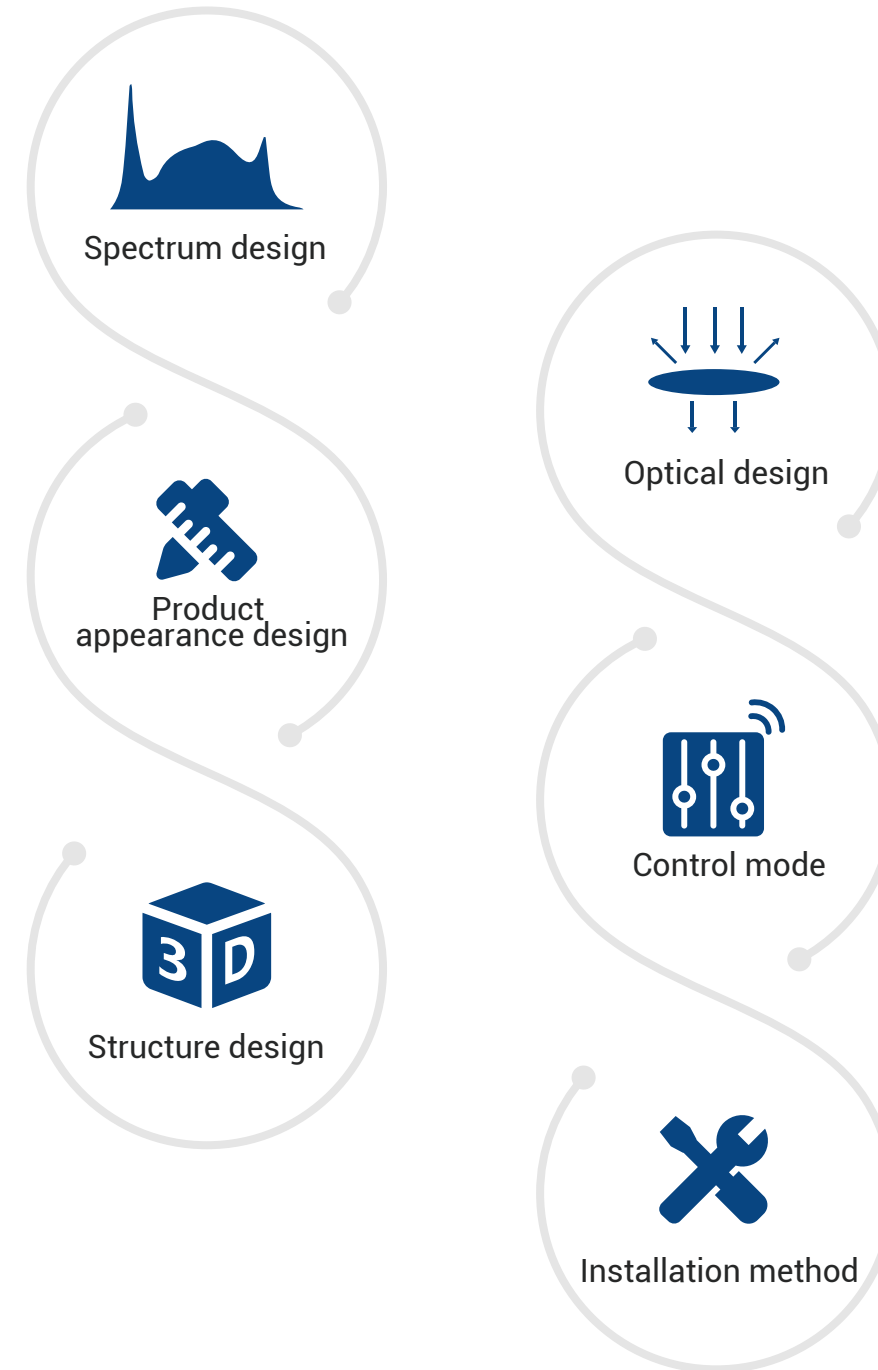 Spectrum design
Product
appearance design
3D
Structure design
Optical design
Control mode
Installation method